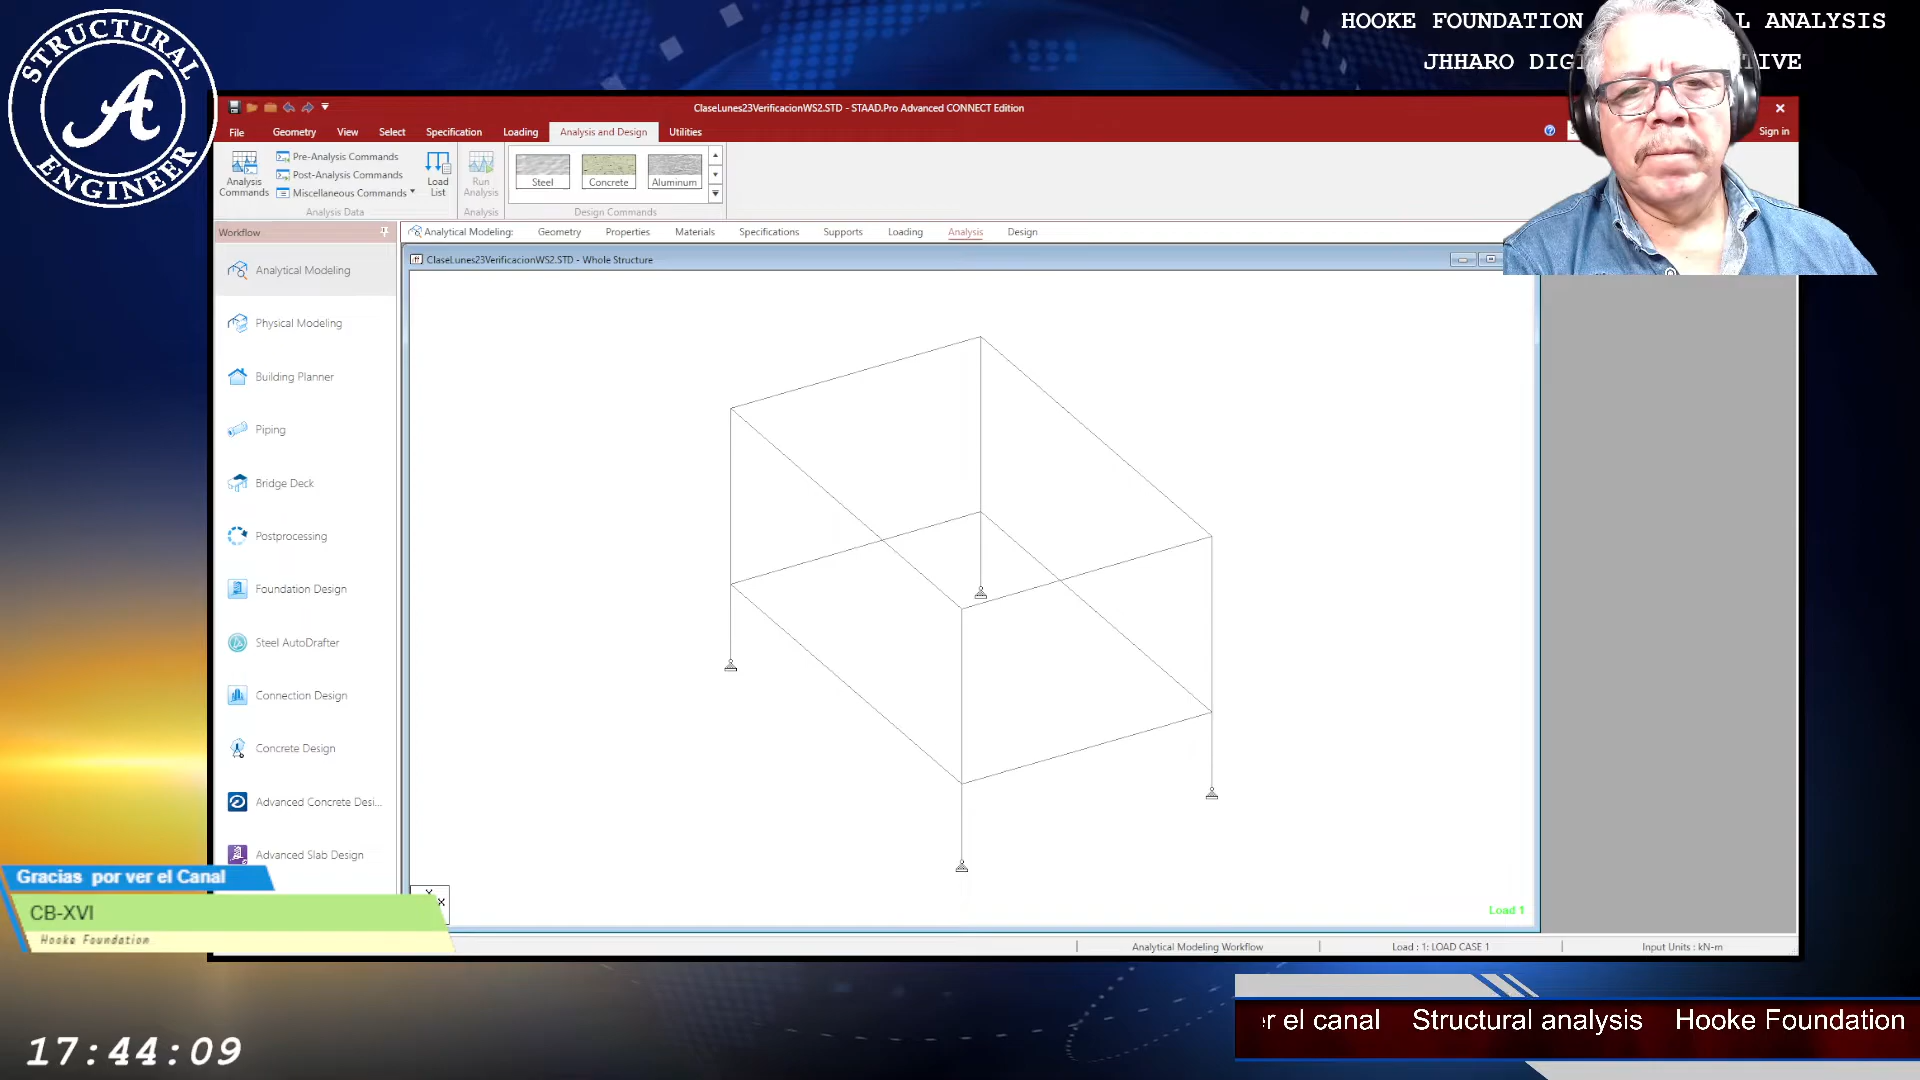 STRUCTURAL
A
ENGINEER
HOOKE FOUNDATION
L ANALYSIS
JHHARO DIGI
TIVE
ClaseLunes23VerificacionWS2.STD - STAAD.Pro Advanced CONNECT Edition
File Geometry View Select Specification Loading Analysis and Design Utilities
Sign in
Analysis Commands
Pre-Analysis Commands
Post-Analysis Commands
Miscellaneous Commands
Load List
Run Analysis
Steel Concrete Aluminum
Analysis Data Analysis Design Commands
Workflow
Analytical Modeling: Geometry Properties Materials Specifications Supports Loading Analysis Design
ClaseLunes23VerificacionWS2.STD - Whole Structure
Analytical Modeling
Physical Modeling
Building Planner
Piping
Bridge Deck
Postprocessing
Foundation Design
Steel AutoDrafter
Connection Design
Concrete Design
Advanced Concrete Desi...
Advanced Slab Design
X
Load 1
Analytical Modeling Workflow Load : 1: LOAD CASE 1 Input Units : kN-m
Gracias por ver el Canal
CB-XVI
Hooke Foundation
17:44:09
er el canal Structural analysis Hooke Foundation